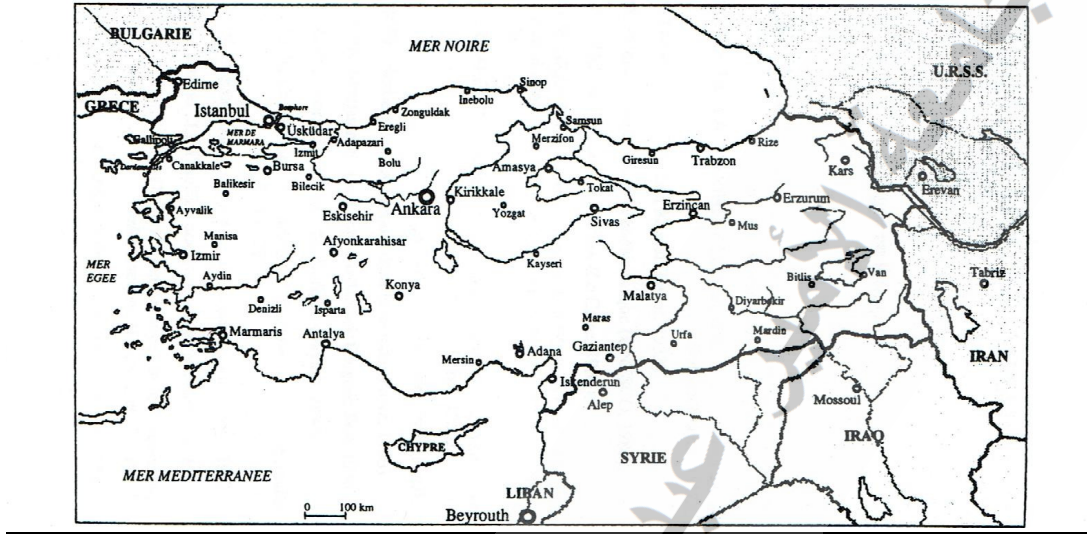 BULGARIE
MER NOIRE
U.R.S.S.
Edirne
Sinop
Inebolu
GRECE
Istanbul
Bosphore
Zonguldak
Samsun
Üsküdar
Eregli
Gallipoli
MER DE
MARMARA
Adapazari
Merzifon
Rize
Izmit
Giresun
Trabzon
Dardanelles
Canakkale
Bursa
Bolu
Amasya
Kars
Bilecik
Erevan
Balikesir
Kirikkale
Tokat
Erzurum
Ankara
Erzincan
Ayvalik
Eskisehir
Yozgat
Sivas
Mus
Manisa
Afyonkarahisar
Izmir
Kayseri
MER
EGEE
Aydin
Konya
Bitlis
Van
Tabriz
Malatya
Denizli
Isparta
Diyarbekir
Maras
Marmaris
Antalya
Urfa
Mardin
Gaziantep
Mersin
Adana
IRAN
Iskenderun
Alep
Mossoul
CHYPRE
IRAQ
SYRIE
MER MEDITERRANEE
LIBAN
0 100 km
Beyrouth